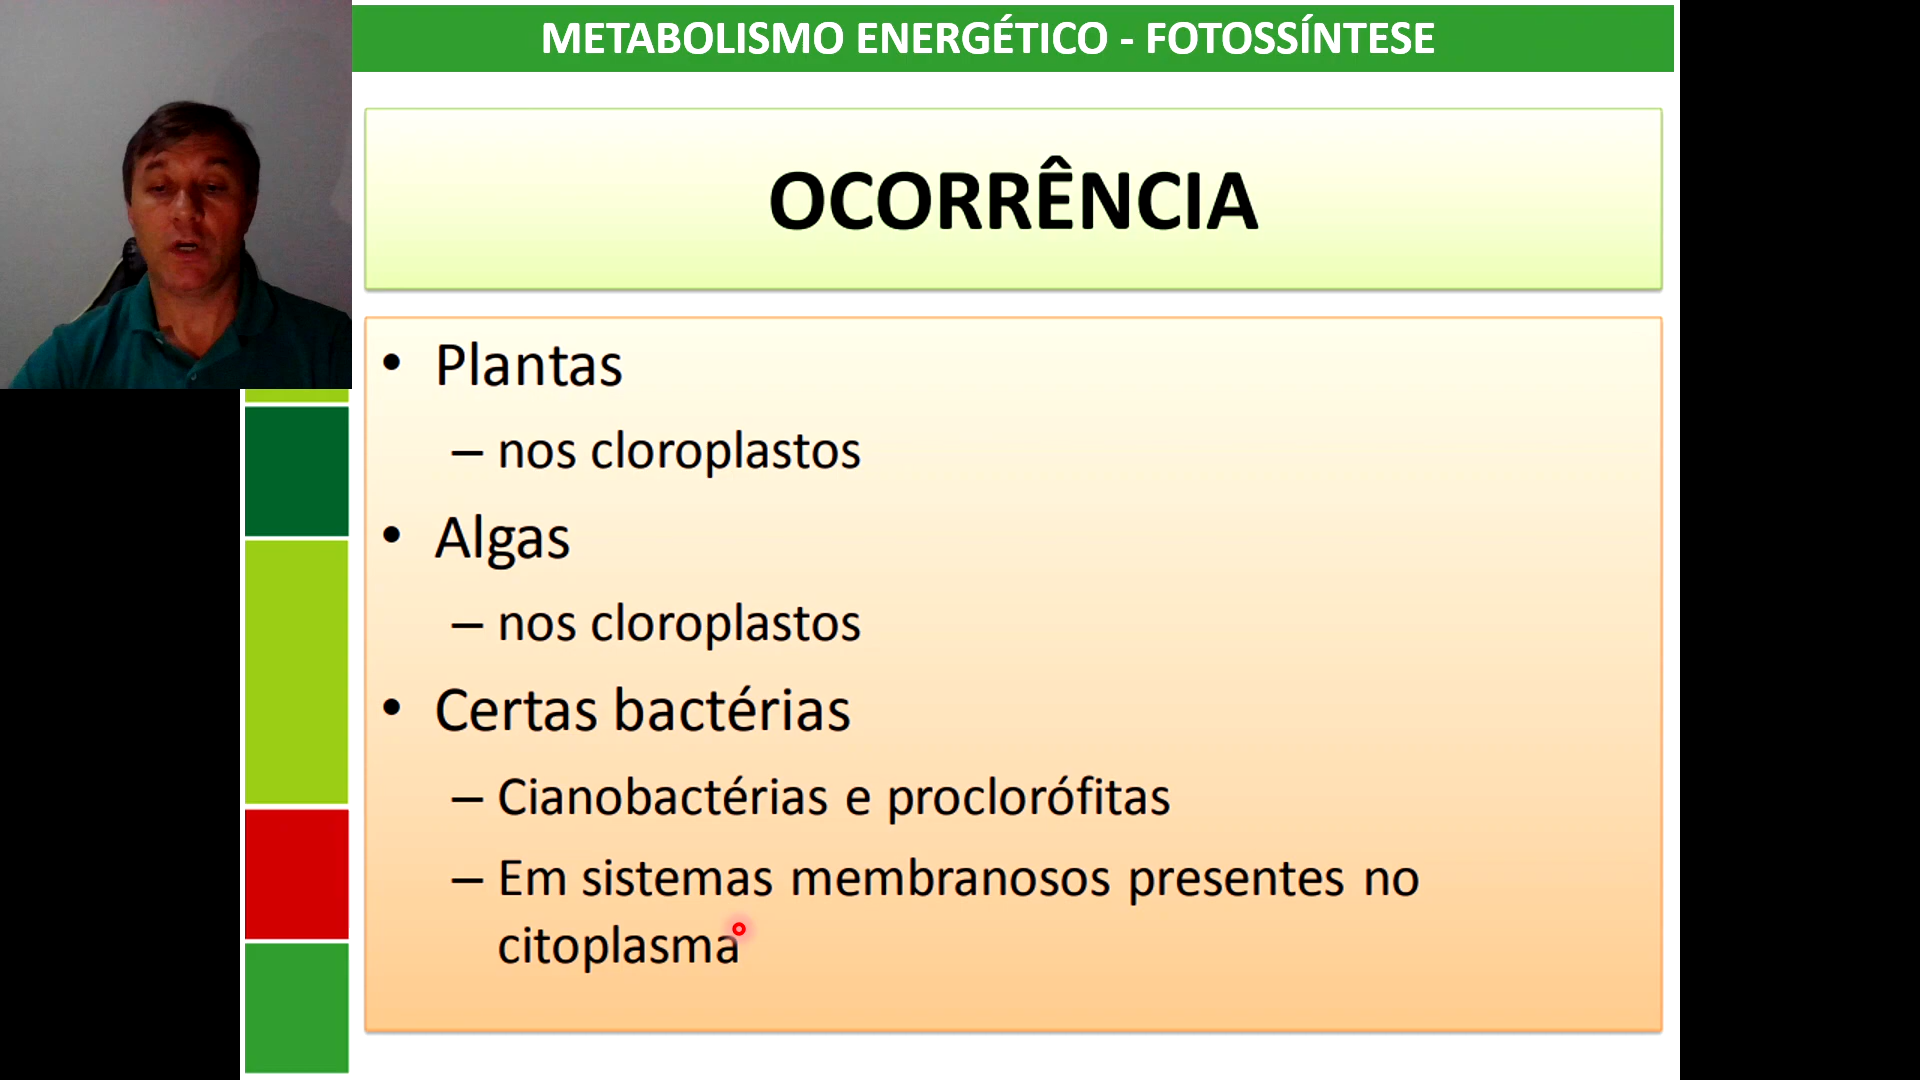 METABOLISMO ENERGÉTICO - FOTOSSÍNTESE
OCORRÊNCIA
• Plantas
– nos cloroplastos
• Algas
– nos cloroplastos
• Certas bactérias
– Cianobactérias e proclorófitas
– Em sistemas membranosos presentes no
citoplasma